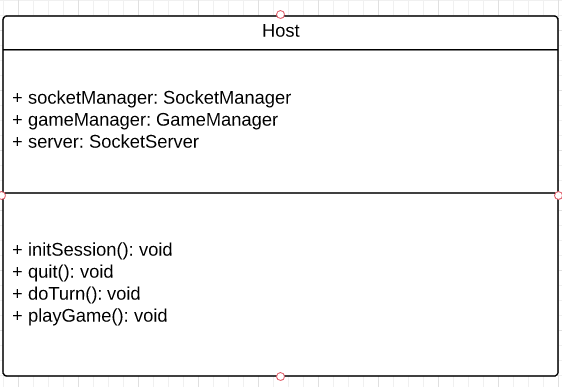 Host
+ socketManager: SocketManager
+ gameManager: GameManager
+ server: SocketServer
+ initSession(): void
+ quit(): void
+ doTurn(): void
+ playGame(): void